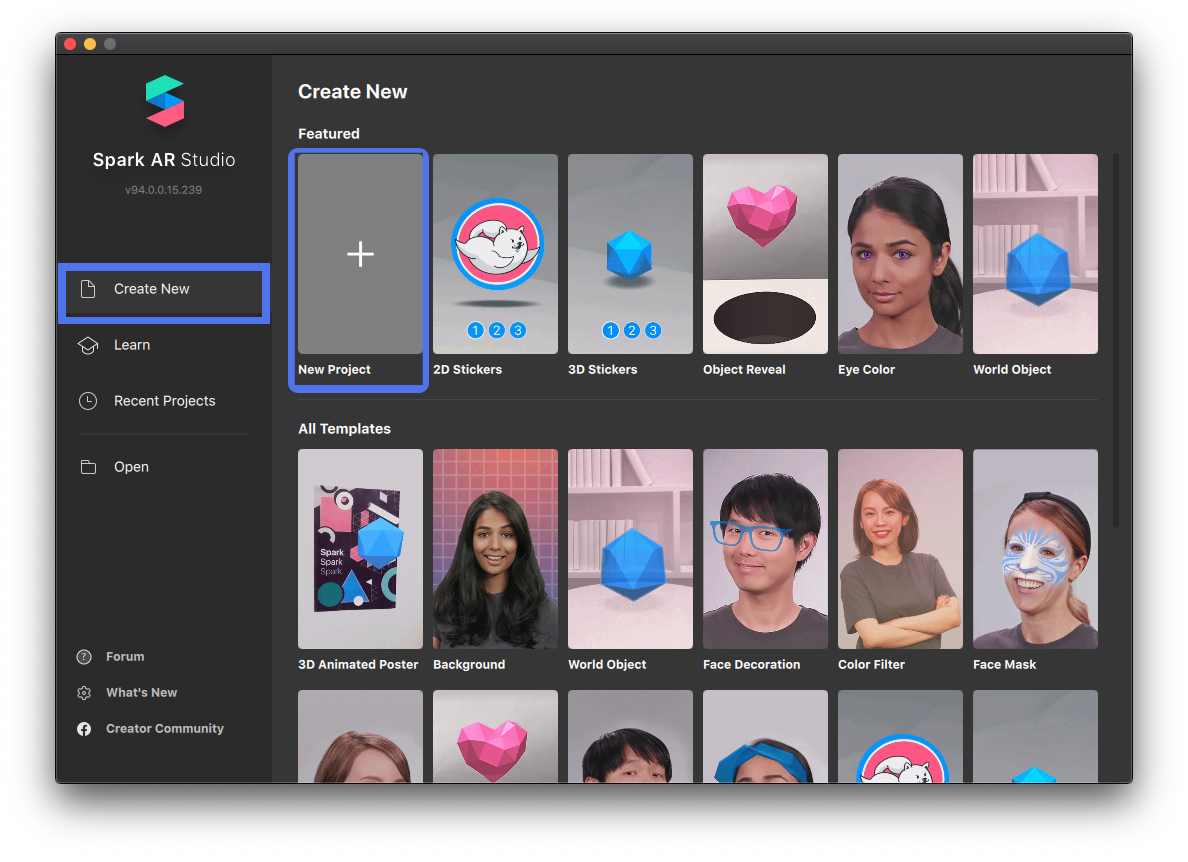 Spark AR Studio
v94.0.0.15.239
Create New
Learn
Recent Projects
Open
Forum
What's New
Creator Community
Create New
Featured
New Project
2D Stickers
1 2 3
3D Stickers
1 2 3
Object Reveal
Eye Color
World Object
All Templates
Spark
Spark
Spark
3D Animated Poster
Background
World Object
Face Decoration
Color Filter
Face Mask